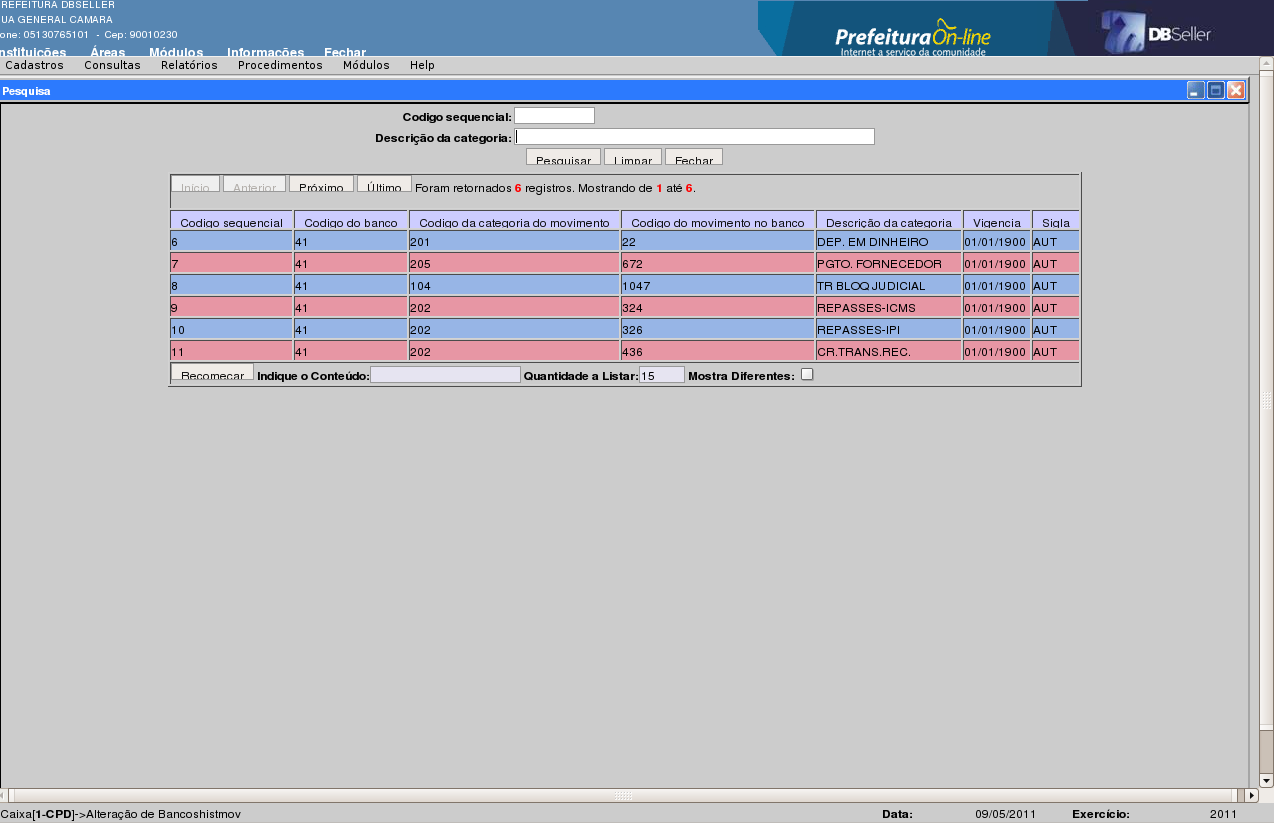 REFEITURA DBSELLER
UA GENERAL CAMARA
one: 05130765101 - Cep: 90010230
nstituições Áreas Módulos Informações Fechar
Prefeitura On-line
Internet a serviço da comunidade
DBSeller
Cadastros Consultas Relatórios Procedimentos Módulos Help
Pesquisa
Codigo sequencial:
Descrição da categoria:
Pesquisar Limpar Fechar
Início Anterior Próximo Último Foram retornados 6 registros. Mostrando de 1 até 6.
Codigo sequencial Codigo do banco Codigo da categoria do movimento Codigo do movimento no banco Descrição da categoria Vigencia Sigla
6 41 201 22 DEP. EM DINHEIRO 01/01/1900 AUT
7 41 205 672 PGTO. FORNECEDOR 01/01/1900 AUT
8 41 104 1047 TR BLOQ JUDICIAL 01/01/1900 AUT
9 41 202 324 REPASSES-ICMS 01/01/1900 AUT
10 41 202 326 REPASSES-IPI 01/01/1900 AUT
11 41 202 436 CR.TRANS.REC. 01/01/1900 AUT
Recomeçar Indique o Conteúdo: Quantidade a Listar: 15 Mostra Diferentes:
Caixa[1-CPD]->Alteração de Bancoshistmov Data: 09/05/2011 Exercício: 2011